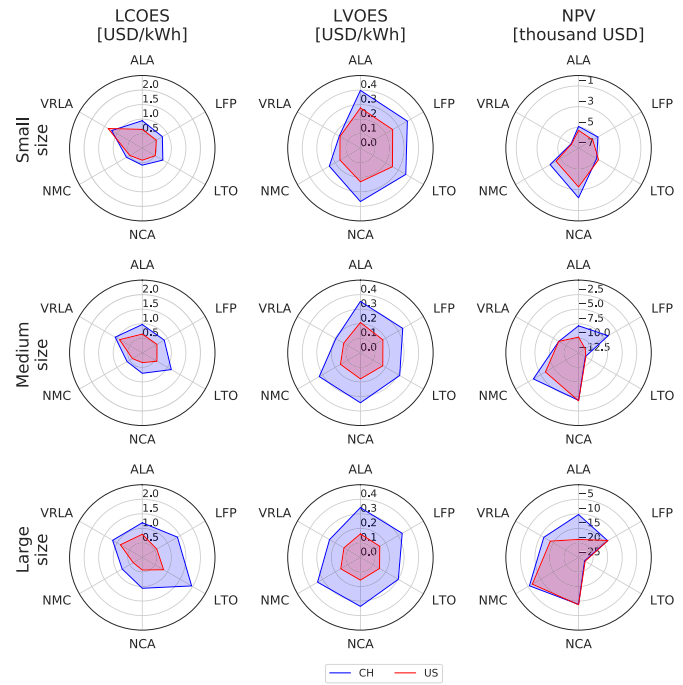 LCOES
[USD/kWh]
LVOES
[USD/kWh]
NPV
[thousand USD]
Small
size
ALA
VRLA
LFP
NMC
LTO
NCA
2.0
1.5
1.0
0.5
ALA
LFP
LTO
NCA
0.4
0.3
0.2
0.1
0.0
VRLA
NMC
ALA
LFP
LTO
NCA
−1
−3
−5
−7
VRLA
NMC
Medium
size
ALA
VRLA
LFP
NMC
LTO
NCA
2.0
1.5
1.0
0.5
ALA
VRLA
LFP
NMC
LTO
NCA
0.4
0.3
0.2
0.1
0.0
ALA
VRLA
LFP
NMC
LTO
NCA
−2.5
−5.0
−7.5
−10.0
−12.5
Large
size
ALA
VRLA
LFP
NMC
LTO
NCA
2.0
1.5
1.0
0.5
ALA
VRLA
LFP
NMC
LTO
NCA
0.4
0.3
0.2
0.1
0.0
ALA
VRLA
LFP
NMC
LTO
NCA
−5
−10
−15
−20
−25
CH
US